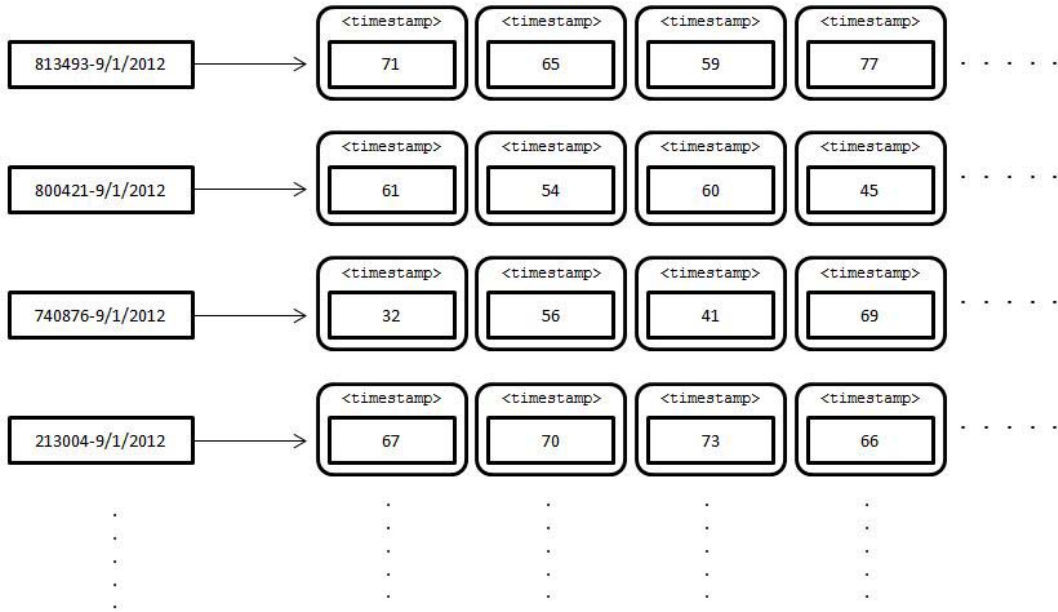 <timestamp> <timestamp> <timestamp> <timestamp>
813493-9/1/2012 71 65 59 77 . . . . .
<timestamp> <timestamp> <timestamp> <timestamp>
800421-9/1/2012 61 54 60 45 . . . . .
<timestamp> <timestamp> <timestamp> <timestamp>
740876-9/1/2012 32 56 41 69 . . . . .
<timestamp> <timestamp> <timestamp> <timestamp>
213004-9/1/2012 67 70 73 66 . . . . .